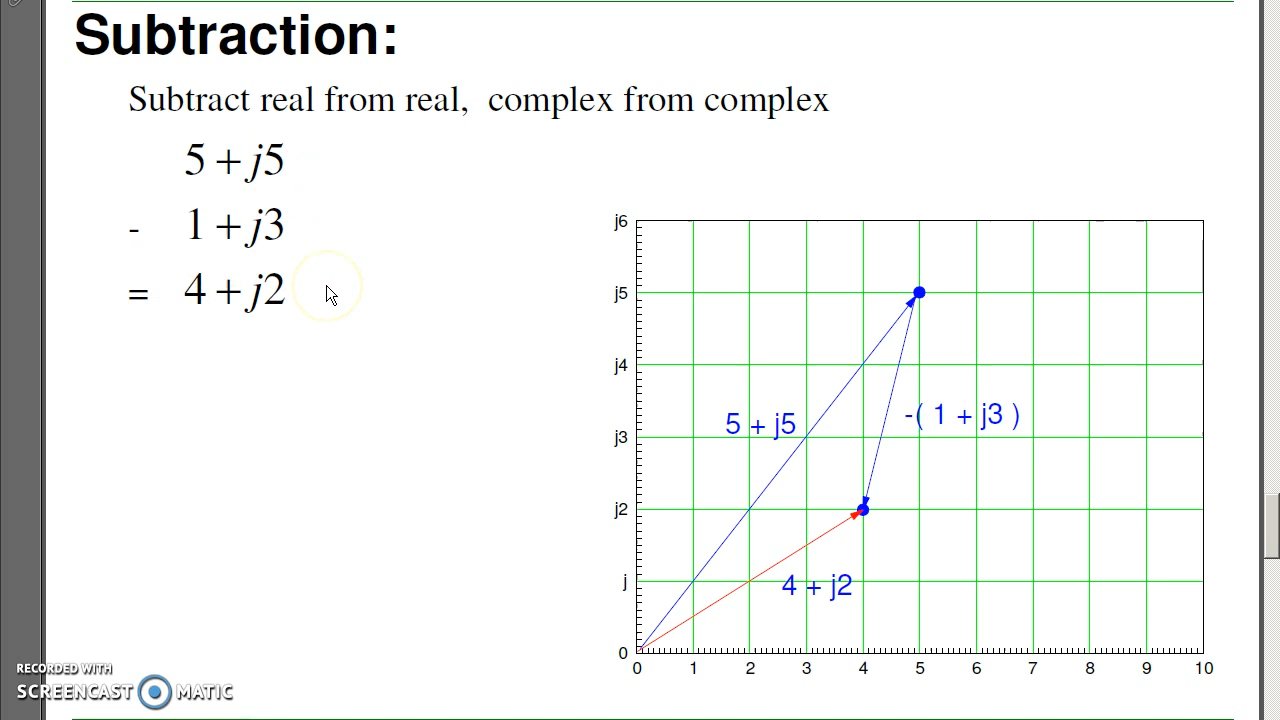 Subtraction:
Subtract real from real,  complex from complex
5 + j5
- 1 + j3
= 4 + j2
j6
j5
j4
j3
j2
j
0
5 + j5
-( 1 + j3 )
4 + j2
0 1 2 3 4 5 6 7 8 9 10
RECORDED WITH
SCREENCAST MATIC